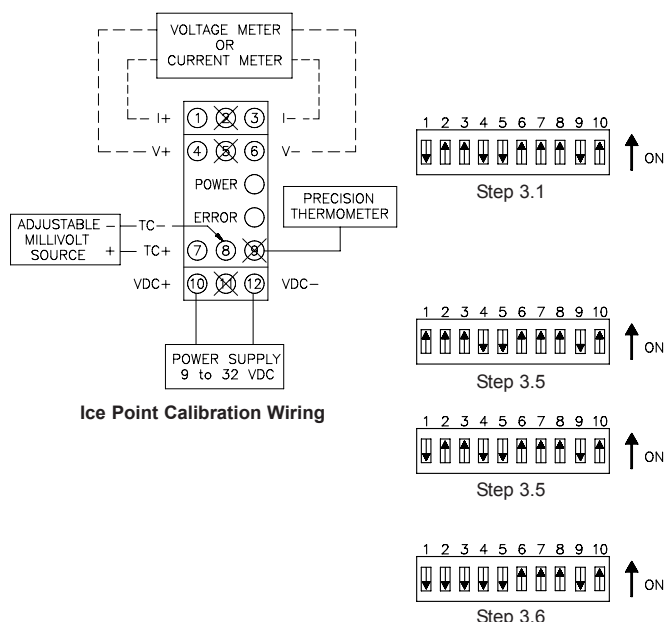 VOLTAGE METER
OR
CURRENT METER
I+ 1 2 3 I-
V+ 4 5 6 V-
POWER
ERROR
PRECISION
THERMOMETER
ADJUSTABLE
MILLIVOLT
SOURCE
- TC-
+ TC+
7 8 9
VDC+ 10 11 12 VDC-
POWER SUPPLY
9 to 32 VDC
Ice Point Calibration Wiring
1 2 3 4 5 6 7 8 9 10
ON
Step 3.1
1 2 3 4 5 6 7 8 9 10
ON
Step 3.5
1 2 3 4 5 6 7 8 9 10
ON
Step 3.5
1 2 3 4 5 6 7 8 9 10
ON
Step 3.6